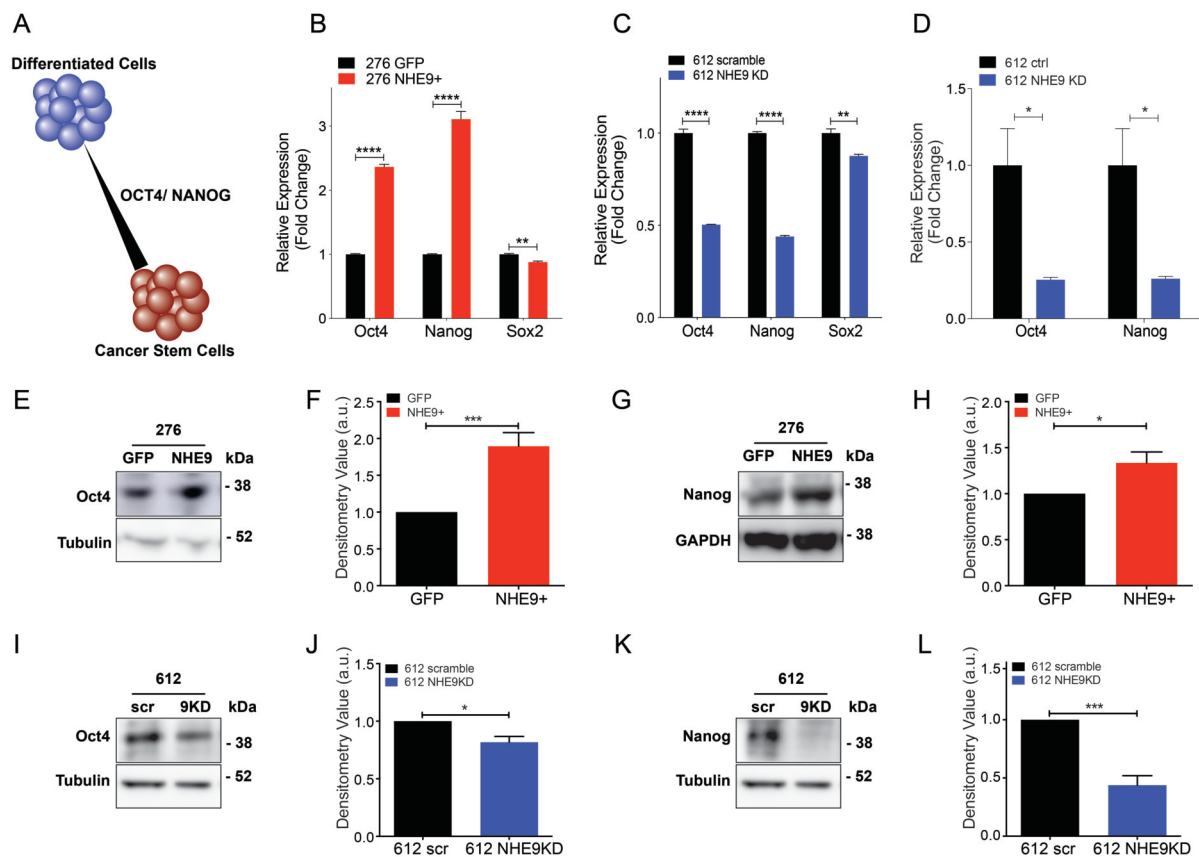 A
Differentiated Cells
OCT4/ NANOG
Cancer Stem Cells
B
276 GFP
276 NHE9+
Relative Expression
(Fold Change)
3
2
1
0
****
****
**
Oct4 Nanog Sox2
C
612 scramble
612 NHE9 KD
Relative Expression
(Fold Change)
1.0
0.5
0
****
****
**
Oct4 Nanog Sox2
D
612 ctrl
612 NHE9 KD
Relative Expression
(Fold Change)
1.5
1.0
0.5
0.0
*
*
Oct4 Nanog
E
276
GFP NHE9 kDa
Oct4
- 38
Tubulin
- 52
F
GFP
NHE9+
Densitometry Value (a.u.)
2.5
2.0
1.5
1.0
0.5
0.0
***
GFP NHE9+
G
276
GFP NHE9 kDa
Nanog
- 38
GAPDH
- 38
H
GFP
NHE9+
Densitometry Value (a.u.)
2.0
1.5
1.0
0.5
0.0
*
GFP NHE9+
I
612
scr 9KD kDa
Oct4
- 38
Tubulin
- 52
J
612 scramble
612 NHE9KD
Densitometry Value (a.u.)
1.5
1.0
0.5
0.0
*
612 scr 612 NHE9KD
K
612
scr 9KD kDa
Nanog
- 38
Tubulin
- 52
L
612 scramble
612 NHE9KD
Densitometry Value (a.u.)
1.5
1.0
0.5
0.0
***
612 scr 612 NHE9KD